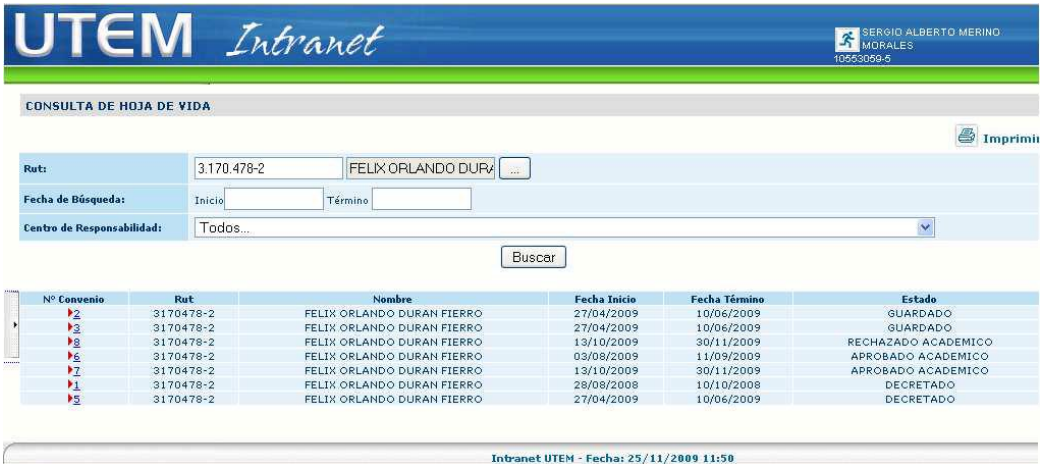 UTEM Intranet
SERGIO ALBERTO MERINO
MORALES
10553059-5
CONSULTA DE HOJA DE VIDA
Imprimir
Rut: 3.170.478-2 FELIX ORLANDO DURA ...
Fecha de Búsqueda: Inicio Término
Centro de Responsabilidad: Todos...
Buscar
Nº Convenio Rut Nombre Fecha Inicio Fecha Término Estado
2 3170478-2 FELIX ORLANDO DURAN FIERRO 27/04/2009 10/06/2009 GUARDADO
3 3170478-2 FELIX ORLANDO DURAN FIERRO 27/04/2009 10/06/2009 GUARDADO
8 3170478-2 FELIX ORLANDO DURAN FIERRO 13/10/2009 30/11/2009 RECHAZADO ACADEMICO
6 3170478-2 FELIX ORLANDO DURAN FIERRO 03/08/2009 11/09/2009 APROBADO ACADEMICO
7 3170478-2 FELIX ORLANDO DURAN FIERRO 13/10/2009 30/11/2009 APROBADO ACADEMICO
1 3170478-2 FELIX ORLANDO DURAN FIERRO 28/08/2008 10/10/2008 DECRETADO
5 3170478-2 FELIX ORLANDO DURAN FIERRO 27/04/2009 10/06/2009 DECRETADO
Intranet UTEM - Fecha: 25/11/2009 11:50